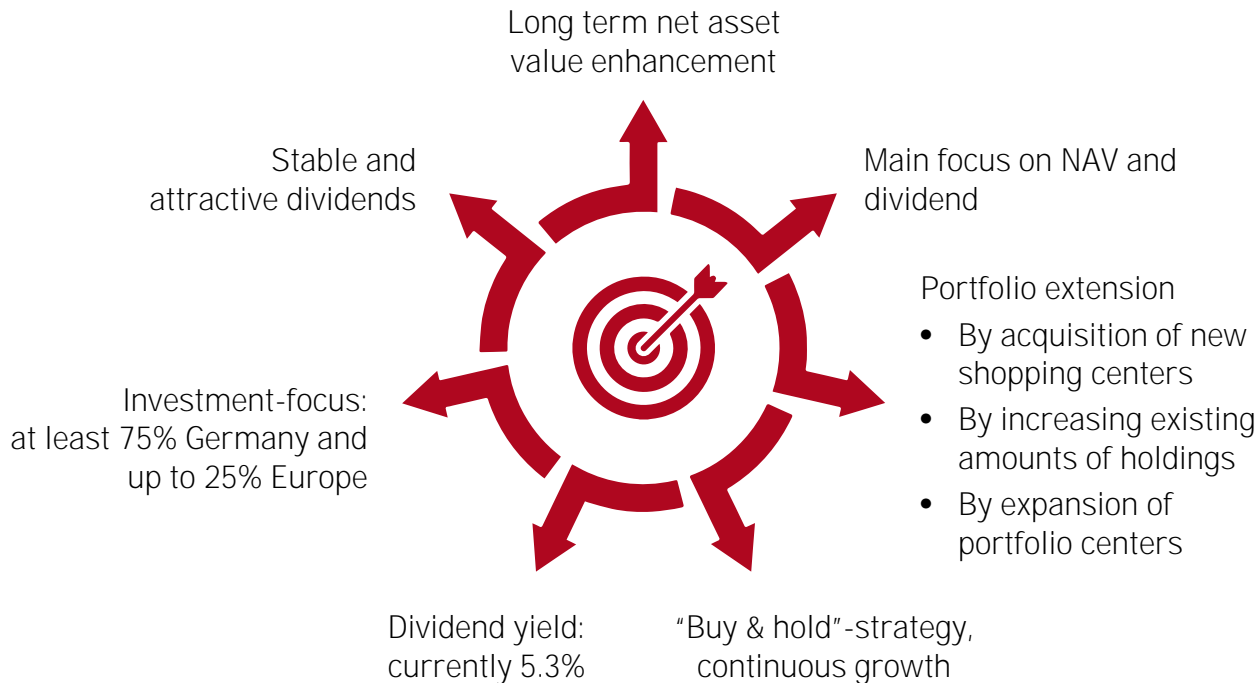 Long term net asset
value enhancement
Stable and
attractive dividends
Main focus on NAV and
dividend
Portfolio extension
• By acquisition of new
shopping centers
• By increasing existing
amounts of holdings
• By expansion of
portfolio centers
Investment-focus:
at least 75% Germany and
up to 25% Europe
Dividend yield:
currently 5.3%
“Buy & hold”-strategy,
continuous growth